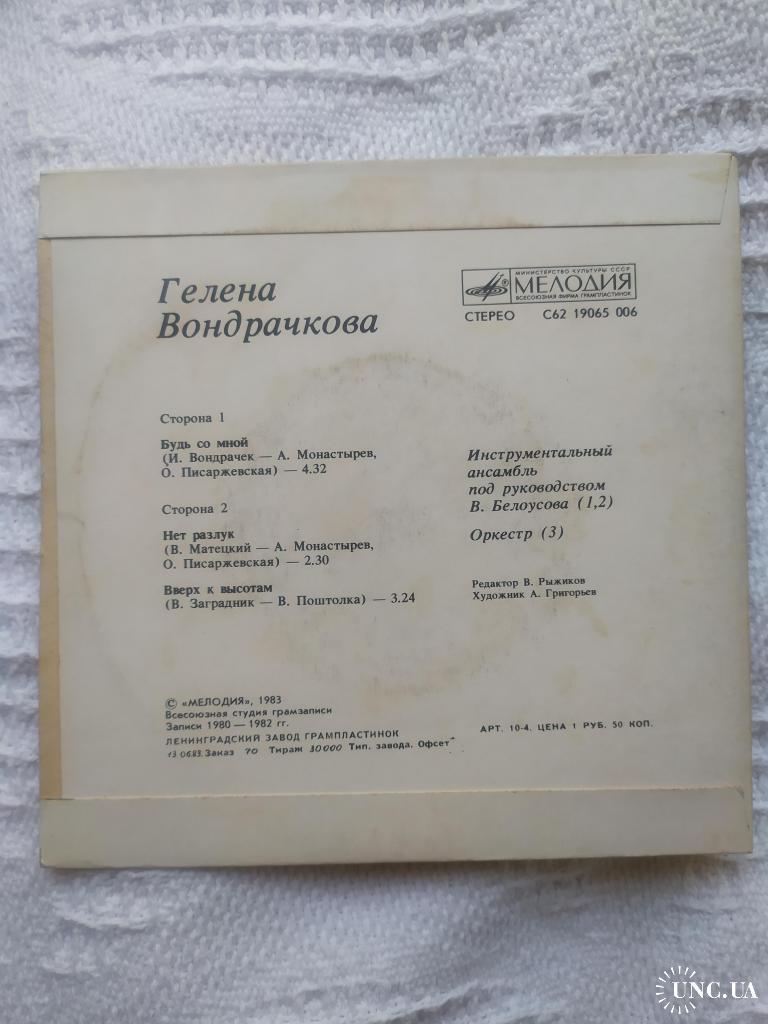 Гелена
Вондрачкова
МИНИСТЕРСТВО КУЛЬТУРЫ СССР
МЕЛОДИЯ
ВСЕСОЮЗНАЯ ФИРМА ГРАМПЛАСТИНОК
СТЕРЕО С62 19065 006
Сторона 1
Будь со мной
(И. Вондрачек — А. Монастырев,
О. Писаржевская) — 4.32
Сторона 2
Нет разлук
(В. Матецкий — А. Монастырев,
О. Писаржевская) — 2.30
Вверх к высотам
(В. Заградник — В. Поштолка) — 3.24
Инструментальный
ансамбль
под руководством
В. Белоусова (1,2)
Оркестр (3)
Редактор В. Рыжиков
Художник А. Григорьев
© «МЕЛОДИЯ», 1983
Всесоюзная студия грамзаписи
Записи 1980 — 1982 гг.
ЛЕНИНГРАДСКИЙ ЗАВОД ГРАМПЛАСТИНОК
13.06.83. Заказ 70 Тираж 30000 Тип. завода. Офсет
АРТ. 10-4. ЦЕНА 1 РУБ. 50 КОП.
UNC.UA